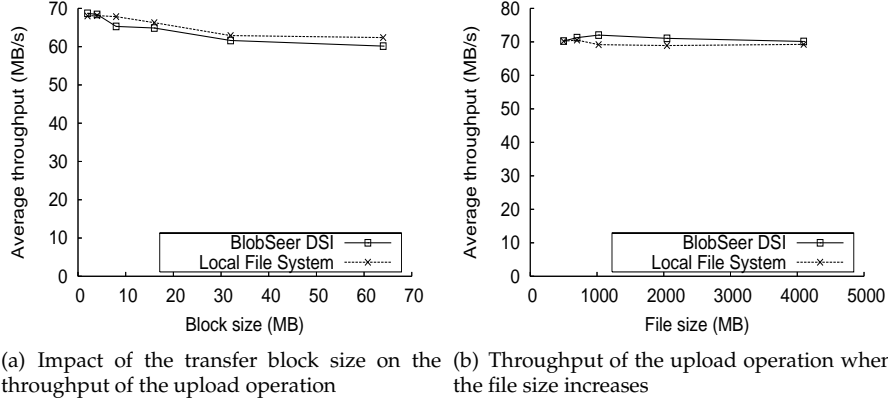 70
60
50
40
30
20
10
0
Average throughput (MB/s)
BlobSeer DSI
Local File System
0 10 20 30 40 50 60 70
Block size (MB)
(a) Impact of the transfer block size on the
throughput of the upload operation
80
70
60
50
40
30
20
10
0
Average throughput (MB/s)
BlobSeer DSI
Local File System
0 1000 2000 3000 4000 5000
File size (MB)
(b) Throughput of the upload operation when
the file size increases